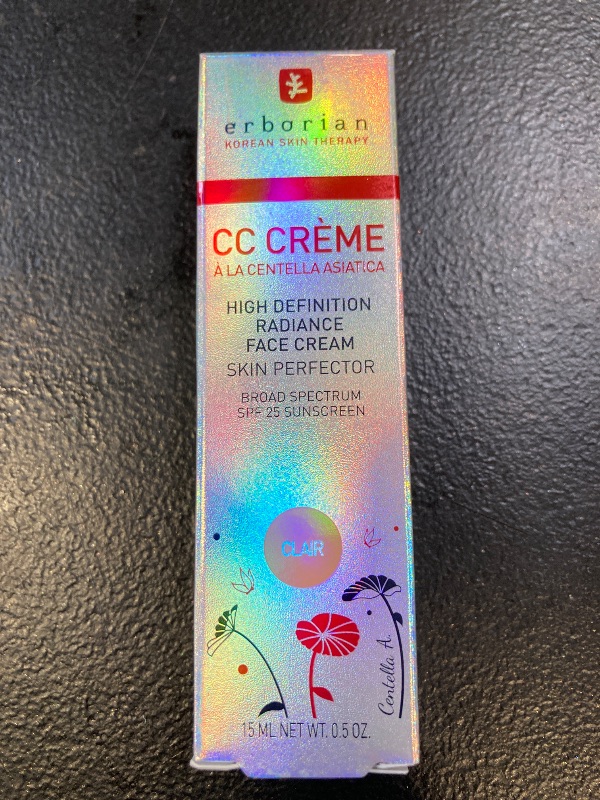 erborian
KOREAN SKIN THERAPY
CC CRÈME
À LA CENTELLA ASIATICA
HIGH DEFINITION
RADIANCE
FACE CREAM
SKIN PERFECTOR
BROAD SPECTRUM
SPF 25 SUNSCREEN
CLAIR
Centella A.
15 ML NET WT. 0.5 OZ.